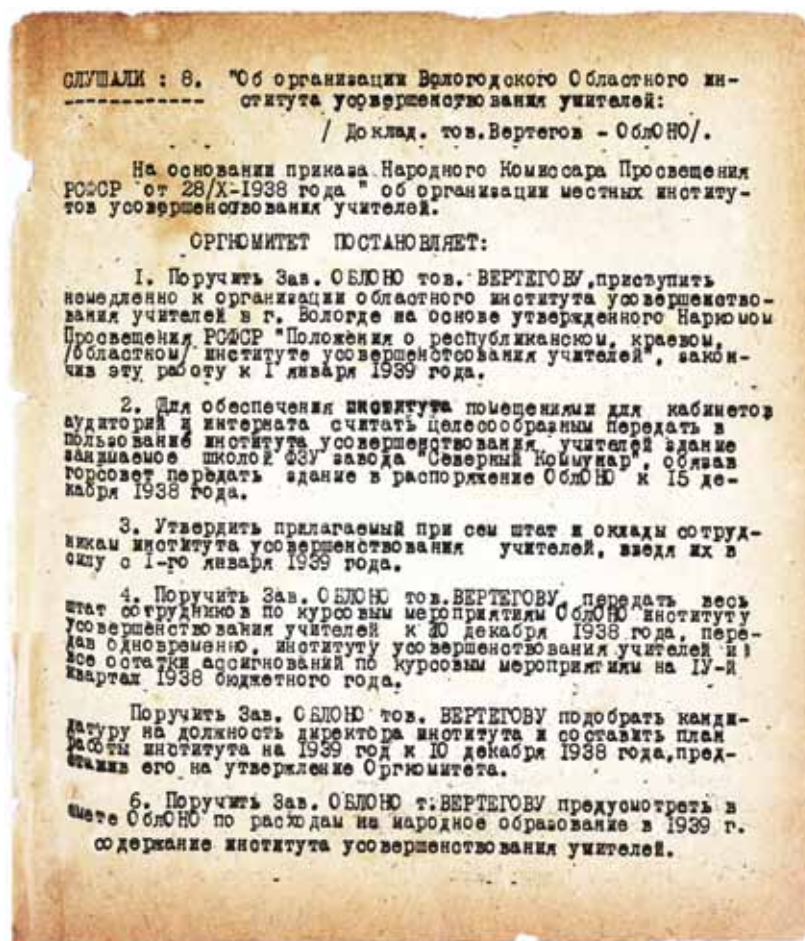 СЛУШАЛИ : 8. "Об организации Вологодского Областного ин-
ститута усовершенствования учителей:
/ Доклад. тов.Вертегов - ОблОНО/.
На основании приказа Народного Комиссара Просвещения
РСФСР от 28/X-1938 года " об организации местных институ-
тов усовершенствования учителей.
ОРГКОМИТЕТ ПОСТАНОВЛЯЕТ:
I. Поручить Зав. ОБЛОНО тов. ВЕРТЕГОВУ,приступить
немедленно к организации областного института усовершенство-
вания учителей в г. Вологде на основе утвержденного Наркомом
Просвещения РСФСР "Положения о республиканском, краевом,
/областком/ институте усовершенстсования учителей", закон-
чив эту работу к I января 1939 года.
2. Для обеспечения института помещениями для кабинетов
аудиторий и интерната считать целесообразным передать в
пользование института усовершенствования учителей здание
занимаемое школой ФЗУ завода "Северный Коммунар", обязав
горсовет передать здание в распоряжение ОблОНО к 15 де-
кабря 1938 года.
3. Утвердить прилагаемый при сем штат и оклады сотруд-
никам института усовершенствования учителей, введя их в
силу с I-го января 1939 года.
4. Поручить Зав. ОБЛОНО тов.ВЕРТЕГОВУ передать весь
штат сотрудников по курсовым мероприятиям ОблОНО институту
усовершенствования учителей к декабря 1938 года, пере-
дав одновременно, институту усовершенствования учителей и
все остатки ассигнований по курсовым мероприятиям на IУ-й
квартал 1938 бюджетного года.
Поручить Зав. ОБЛОНО тов. ВЕРТЕГОВУ подобрать канди-
датуру на должность директора института и составить план
работы института на 1939 год к IO декабря 1938 года,пред-
ставив его на утверждение Оргкомитета.
6. Поручить Зав. ОБЛОНО т.ВЕРТЕГОВУ предусмотреть в
смете ОблОНО по расходам на народное образование в 1939 г.
содержание института усовершенствования учителей.